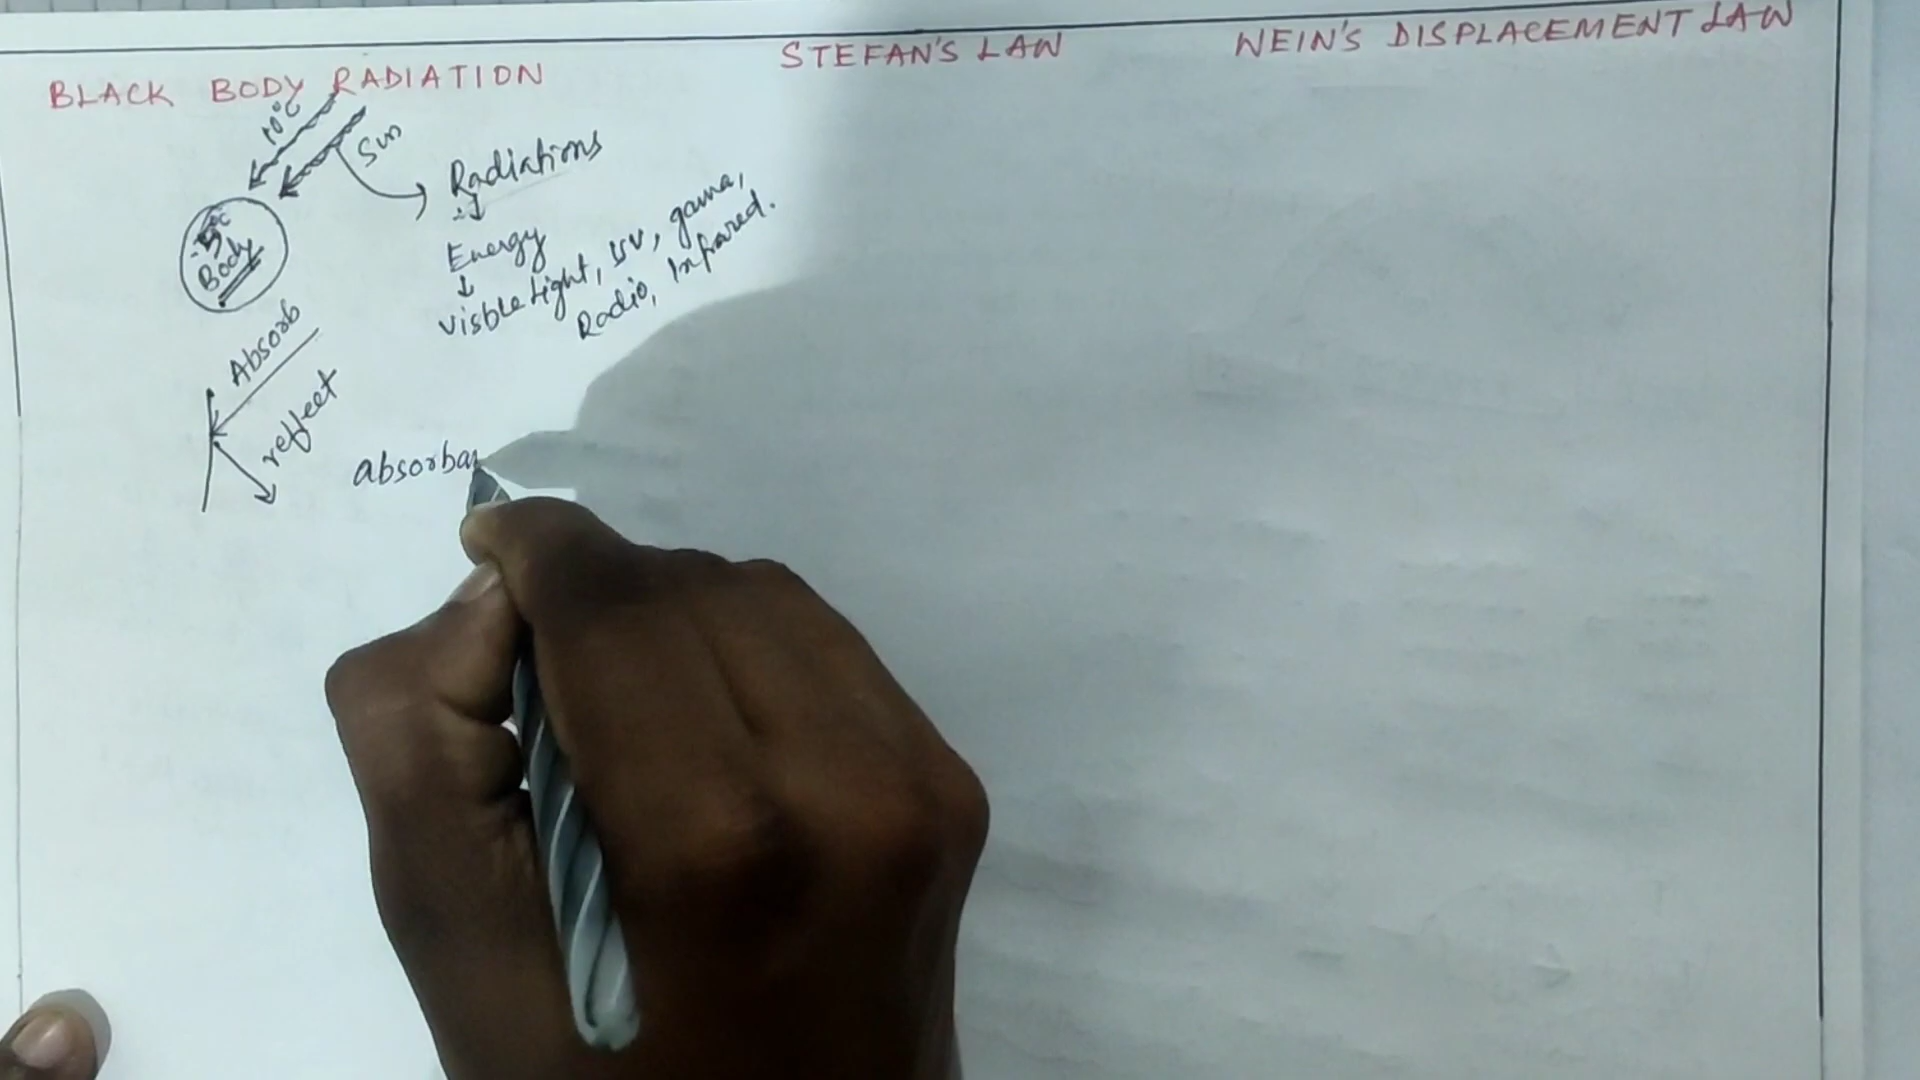 BLACK BODY RADIATION
STEFAN'S LAW
WEIN'S DISPLACEMENT LAW
10°C
Sun
Radiations
Energy
Visble Light, UV, gama,
Radio, Infrared.
Body
Absorb
reflect
absorba